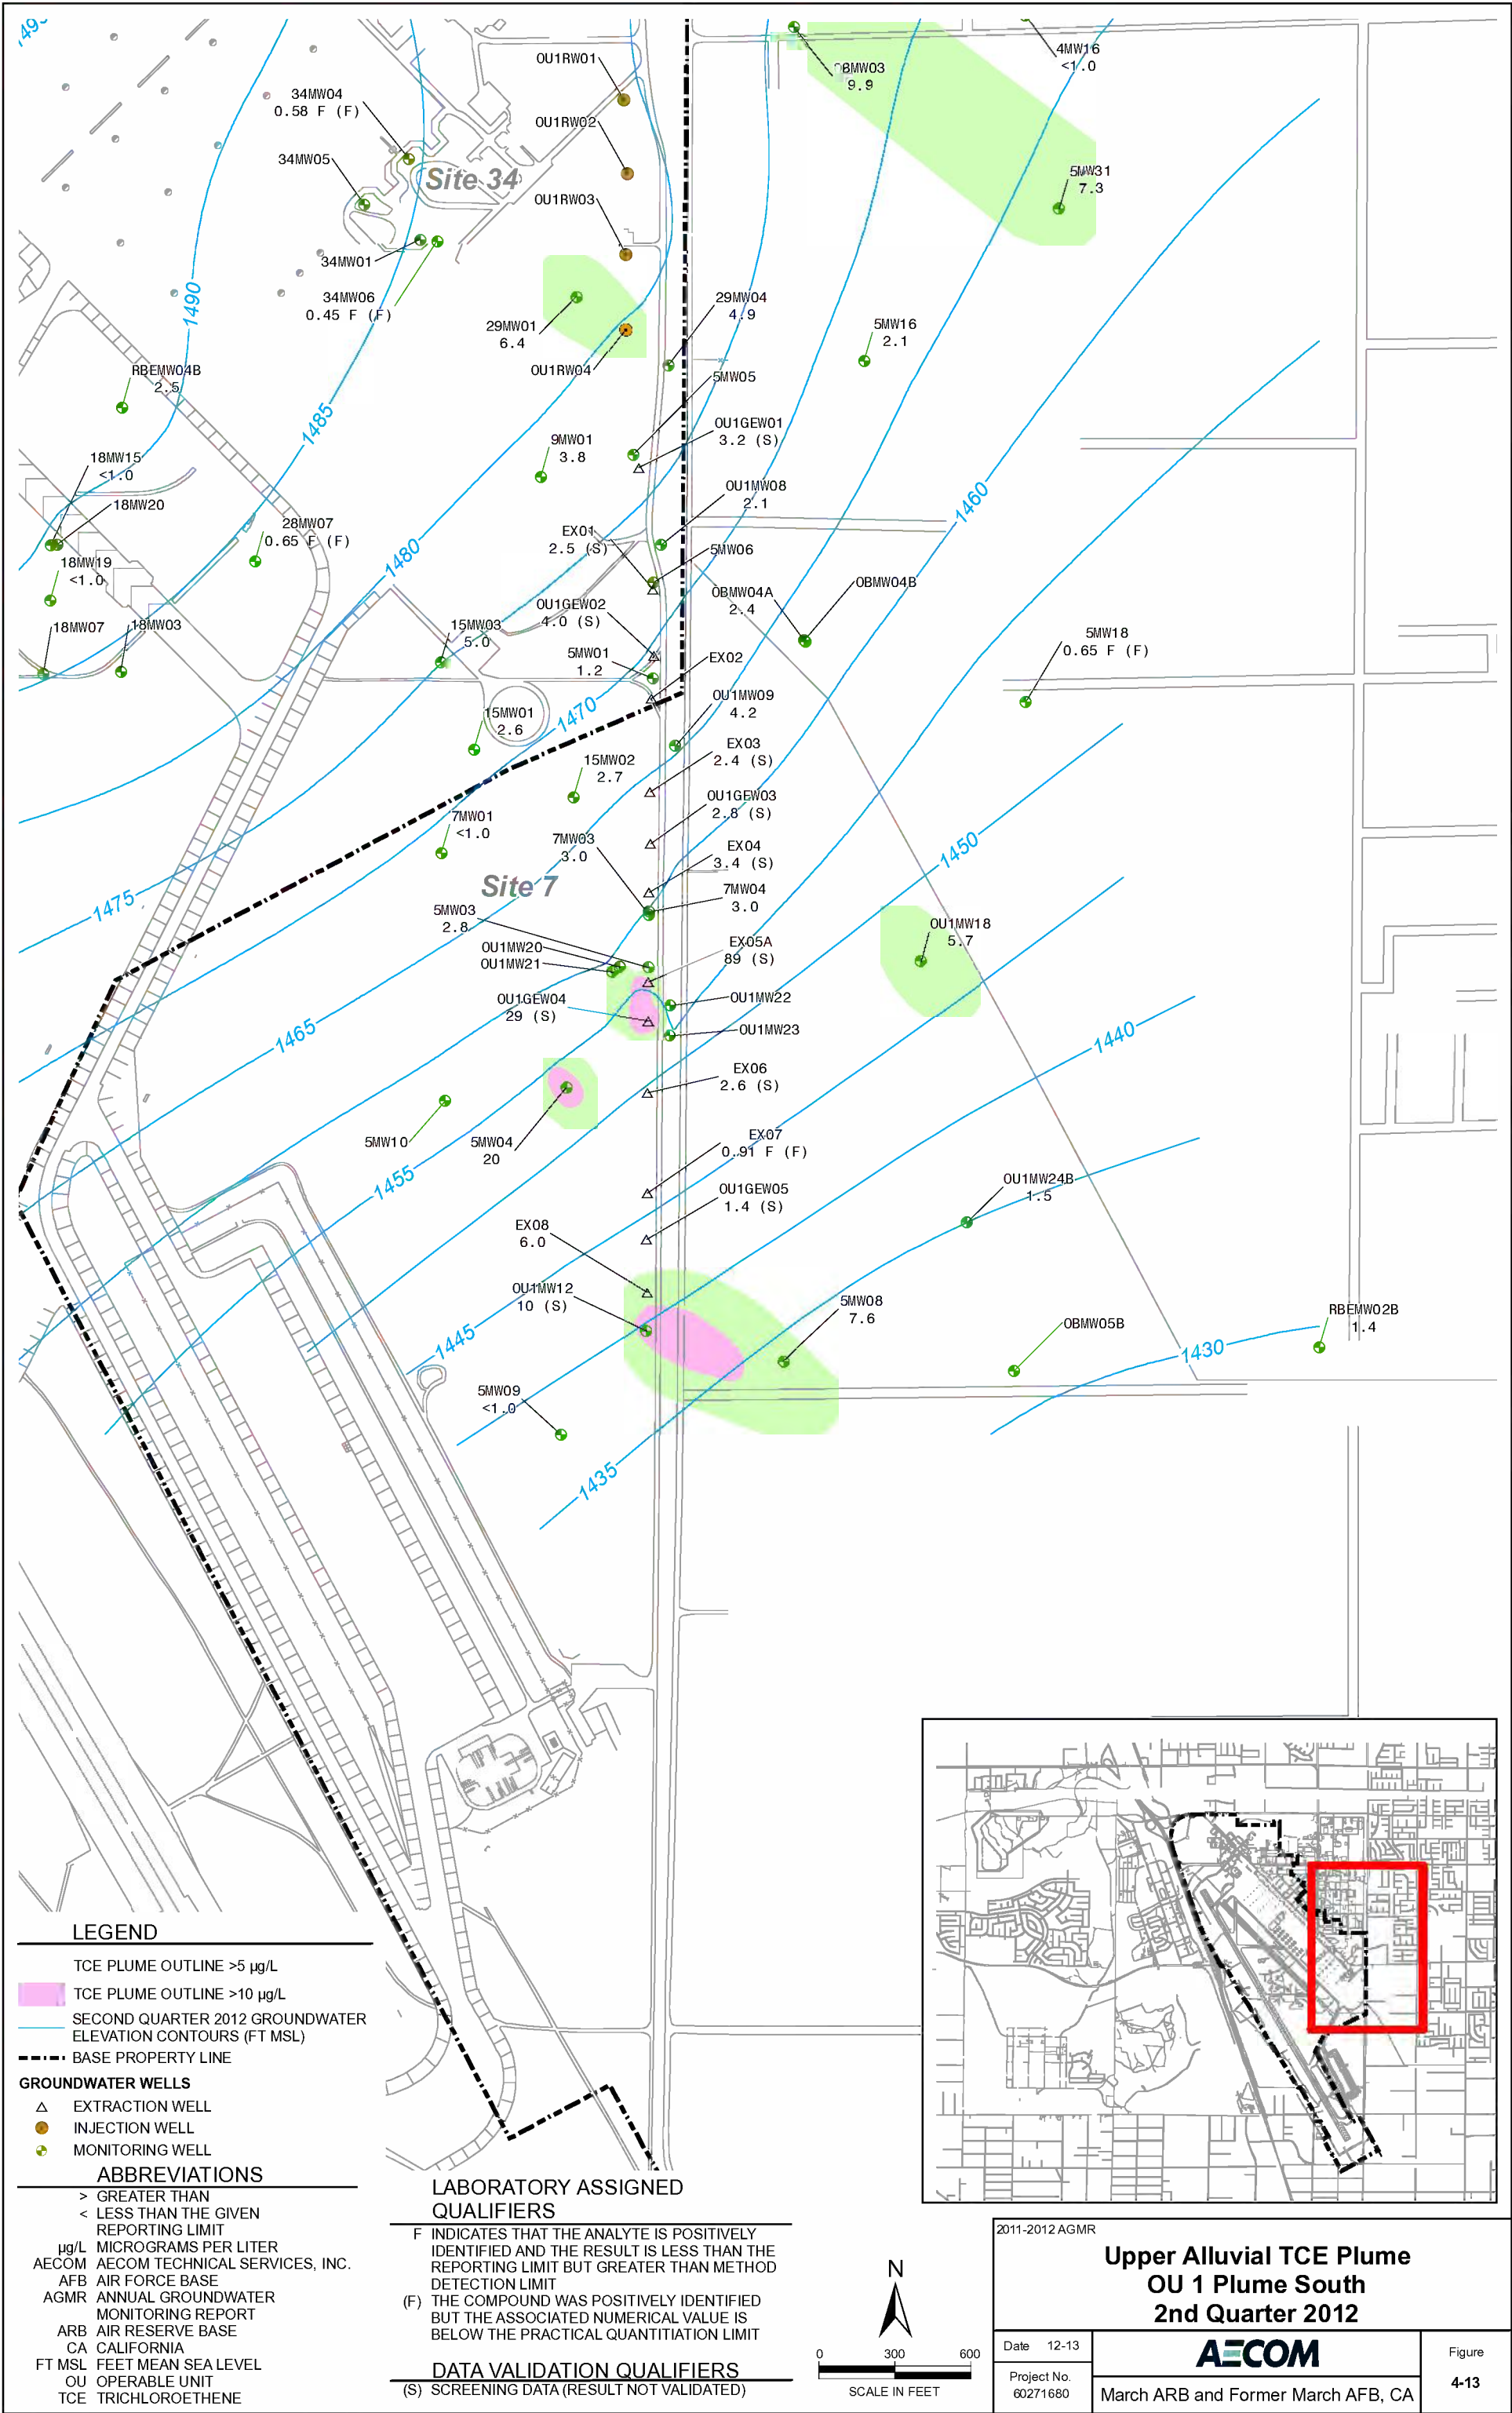 1495
OU1RW01
OBMW03
9.9
4MW16
<1.0
34MW04
0.58 F (F)
OU1RW02
34MW05
Site 34
5MW31
7.3
OU1RW03
34MW01
1490
34MW06
0.45 F (F)
29MW01
6.4
29MW04
4.9
5MW16
2.1
OU1RW04
RBEMW04B
2.5
5MW05
1485
OU1GEW01
3.2 (S)
9MW01
3.8
18MW15
<1.0
18MW20
OU1MW08
2.1
1460
28MW07
0.65 F (F)
EX01
2.5 (S)
5MW06
1480
18MW19
<1.0
OBMW04A
2.4
OBMW04B
OU1GEW02
4.0 (S)
18MW07
18MW03
15MW03
5.0
5MW18
0.65 F (F)
5MW01
1.2
EX02
OU1MW09
4.2
15MW01
2.6
1470
EX03
2.4 (S)
15MW02
2.7
OU1GEW03
2.8 (S)
7MW01
<1.0
7MW03
3.0
EX04
3.4 (S)
1450
Site 7
7MW04
3.0
1475
5MW03
2.8
OU1MW18
5.7
OU1MW20
OU1MW21
EX05A
89 (S)
OU1GEW04
29 (S)
OU1MW22
1465
OU1MW23
1440
EX06
2.6 (S)
5MW10
5MW04
20
EX07
0.91 F (F)
1455
OU1GEW05
1.4 (S)
OU1MW24B
1.5
EX08
6.0
OU1MW12
10 (S)
5MW08
7.6
OBMW05B
RBEMW02B
1.4
1445
1430
5MW09
<1.0
1435
LEGEND
TCE PLUME OUTLINE >5 µg/L
TCE PLUME OUTLINE >10 µg/L
SECOND QUARTER 2012 GROUNDWATER
ELEVATION CONTOURS (FT MSL)
BASE PROPERTY LINE
GROUNDWATER WELLS
EXTRACTION WELL
INJECTION WELL
MONITORING WELL
ABBREVIATIONS
> GREATER THAN
< LESS THAN THE GIVEN
REPORTING LIMIT
µg/L MICROGRAMS PER LITER
AECOM AECOM TECHNICAL SERVICES, INC.
AFB AIR FORCE BASE
AGMR ANNUAL GROUNDWATER
MONITORING REPORT
ARB AIR RESERVE BASE
CA CALIFORNIA
FT MSL FEET MEAN SEA LEVEL
OU OPERABLE UNIT
TCE TRICHLOROETHENE
LABORATORY ASSIGNED
QUALIFIERS
F INDICATES THAT THE ANALYTE IS POSITIVELY
IDENTIFIED AND THE RESULT IS LESS THAN THE
REPORTING LIMIT BUT GREATER THAN METHOD
DETECTION LIMIT
(F) THE COMPOUND WAS POSITIVELY IDENTIFIED
BUT THE ASSOCIATED NUMERICAL VALUE IS
BELOW THE PRACTICAL QUANTITIATION LIMIT
DATA VALIDATION QUALIFIERS
(S) SCREENING DATA (RESULT NOT VALIDATED)
N
0 300 600
SCALE IN FEET
2011-2012 AGMR
Upper Alluvial TCE Plume
OU 1 Plume South
2nd Quarter 2012
Date 12-13
Project No.
60271680
AECOM
March ARB and Former March AFB, CA
Figure
4-13